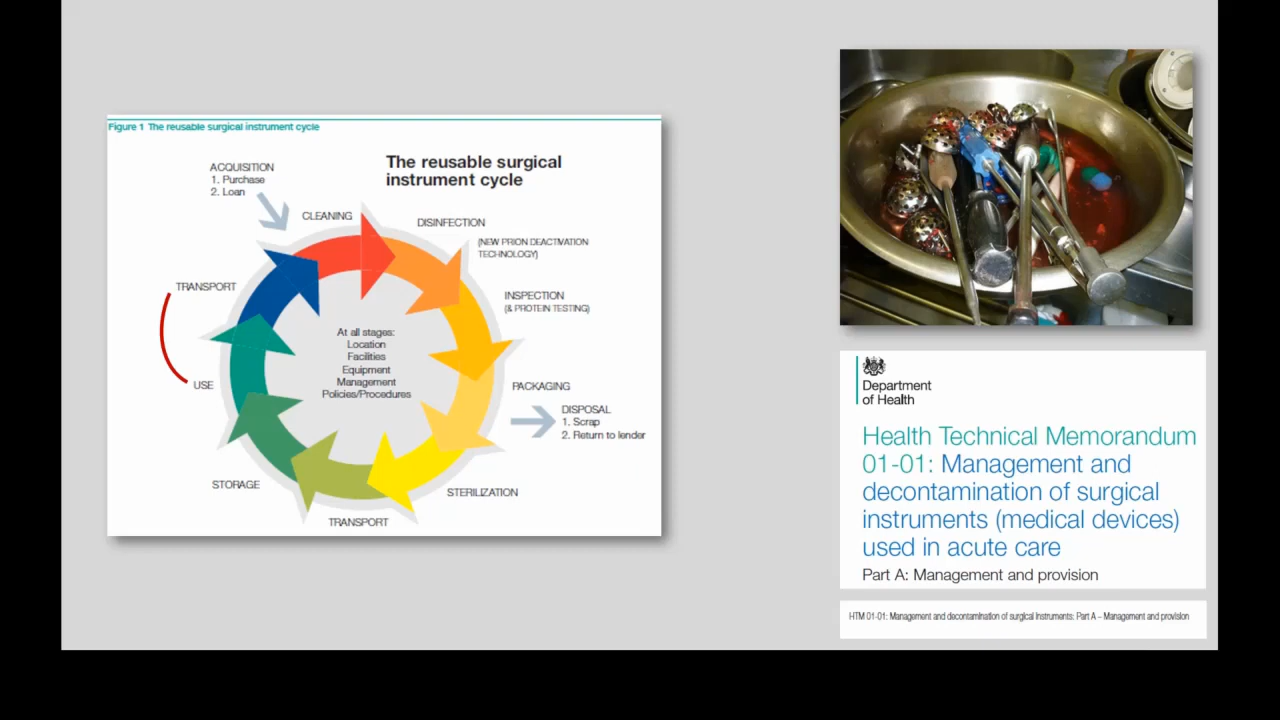 Figure 1 The reusable surgical instrument cycle
The reusable surgical
instrument cycle
ACQUISITION
1. Purchase
2. Loan
CLEANING
DISINFECTION
(NEW PRION DEACTIVATION
TECHNOLOGY)
INSPECTION
(& PROTEIN TESTING)
PACKAGING
DISPOSAL
1. Scrap
2. Return to lender
STERILIZATION
TRANSPORT
STORAGE
USE
TRANSPORT
At all stages:
Location
Facilities
Equipment
Management
Policies/Procedures
Department
of Health
Health Technical Memorandum
01-01: Management and
decontamination of surgical
instruments (medical devices)
used in acute care
Part A: Management and provision
HTM 01-01: Management and decontamination of surgical instruments: Part A – Management and provision